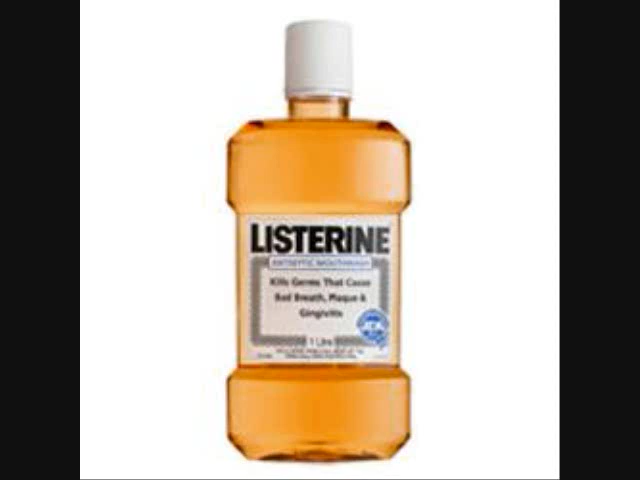 LISTERINE
ANTISEPTIC MOUTHWASH
Kills Germs That Cause
Bad Breath, Plaque &
Gingivitis
1 Litre